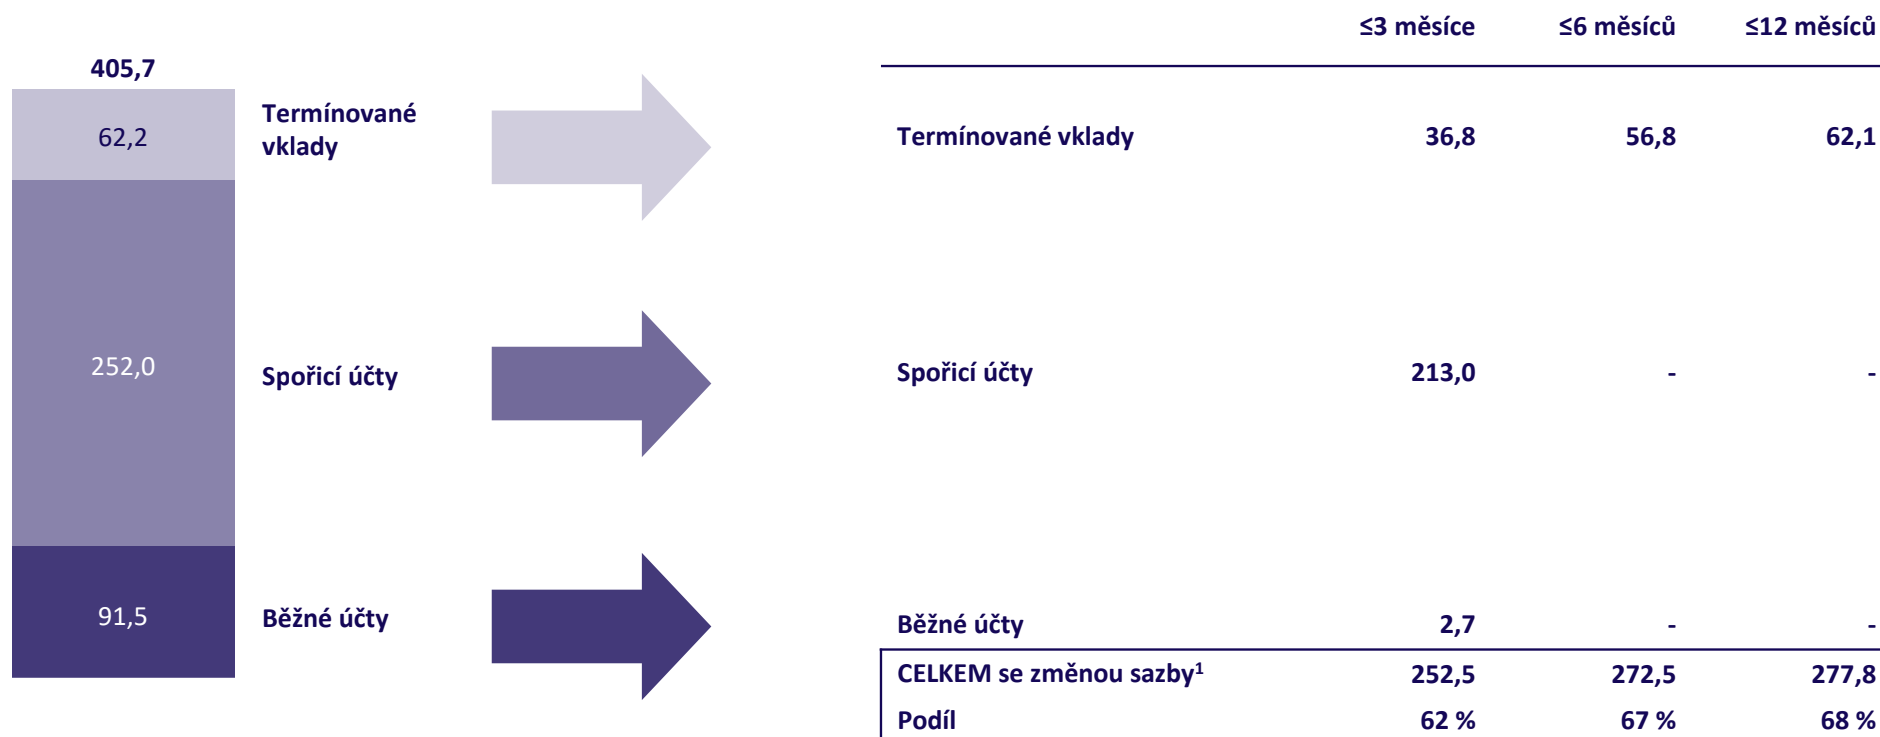 405,7
62,2
Termínované
vklady
252,0
Spořicí účty
91,5
Běžné účty
≤3 měsíce ≤6 měsíců ≤12 měsíců
Termínované vklady 36,8 56,8 62,1
Spořicí účty 213,0 - -
Běžné účty 2,7 - -
CELKEM se změnou sazby¹ 252,5 272,5 277,8
Podíl 62 % 67 % 68 %